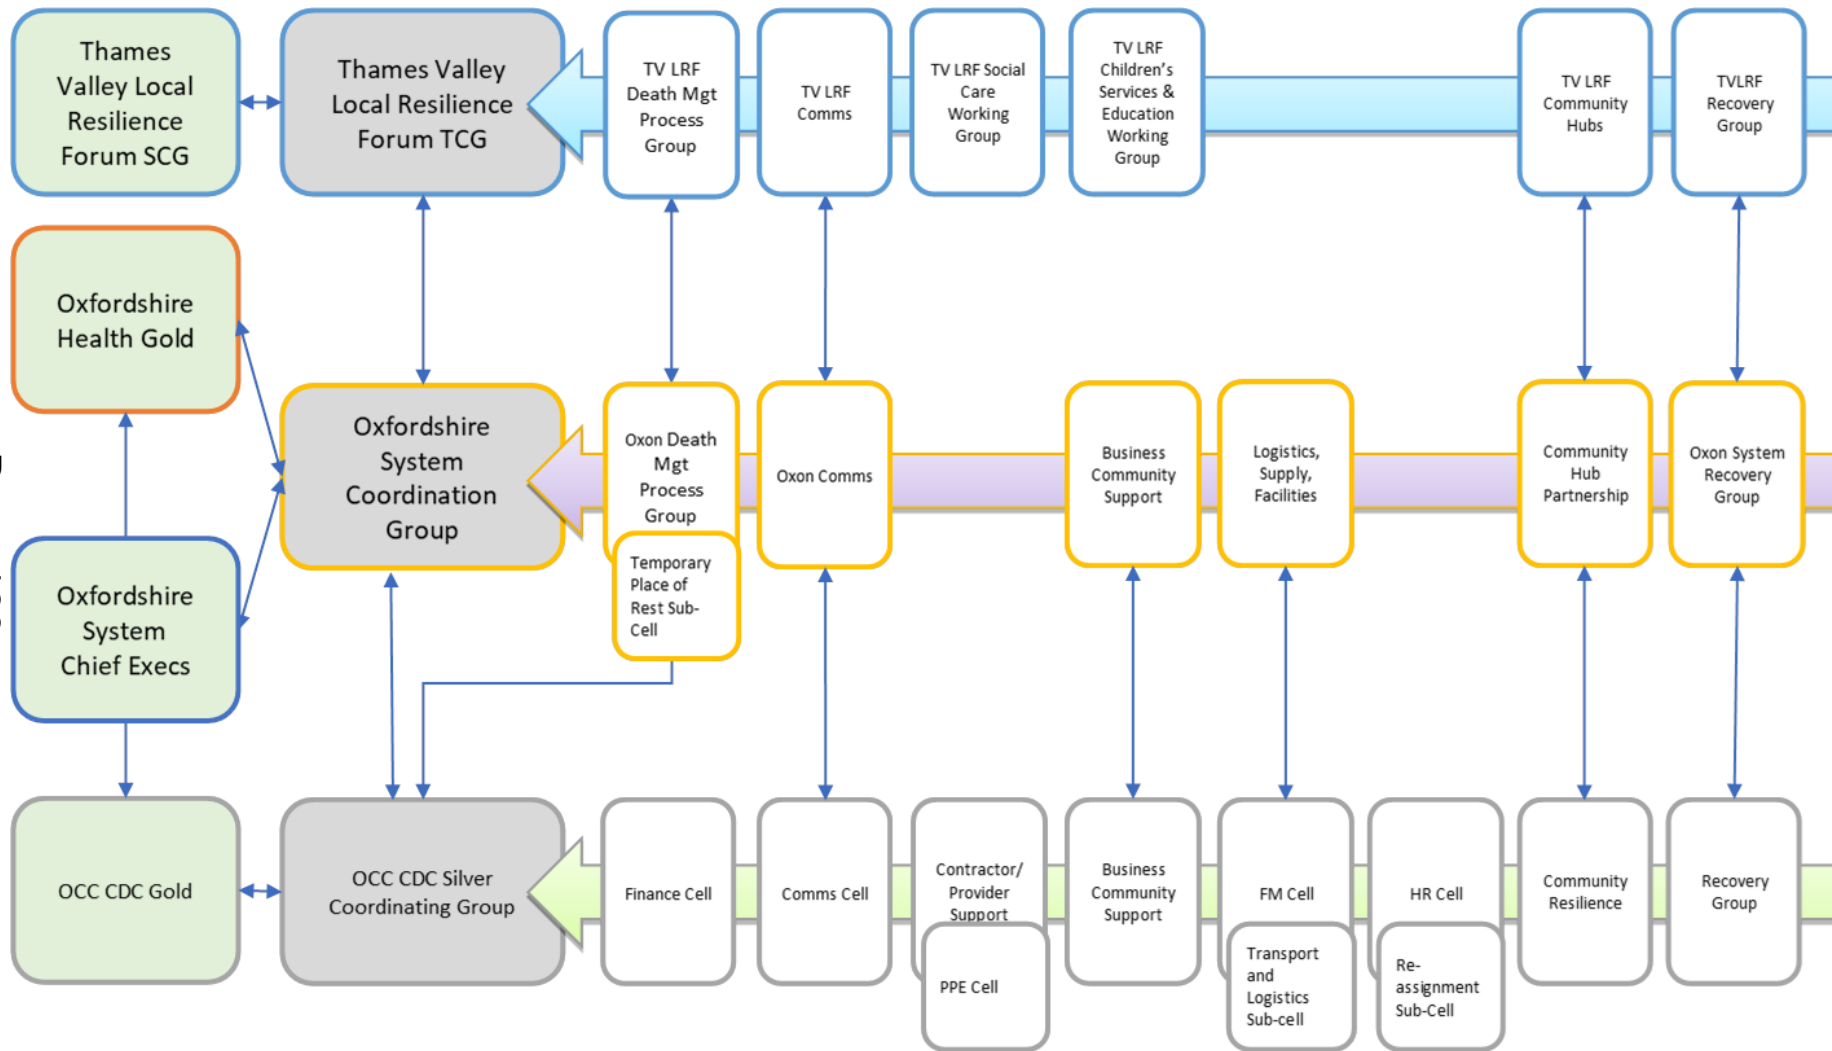 Thames
Valley Local
Resilience
Forum SCG
Thames Valley
Local Resilience
Forum TCG
TV LRF
Death Mgt
Process
Group
TV LRF
Comms
TV LRF Social
Care
Working
Group
TV LRF
Children's
Services &
Education
Working
Group
TV LRF
Community
Hubs
TVLRF
Recovery
Group
Oxfordshire
Health Gold
Oxfordshire
System
Coordination
Group
Oxon Death
Mgt
Process
Group
Temporary
Place of
Rest Sub-
Cell
Oxon Comms
Business
Community
Support
Logistics,
Supply,
Facilities
Community
Hub
Partnership
Oxon System
Recovery
Group
Oxfordshire
System
Chief Execs
OCC CDC Gold
OCC CDC Silver
Coordinating Group
Finance Cell
Comms Cell
Contractor/
Provider
Support
PPE Cell
Business
Community
Support
FM Cell
Transport
and
Logistics
Sub-cell
HR Cell
Re-
assignment
Sub-Cell
Community
Resilience
Recovery
Group